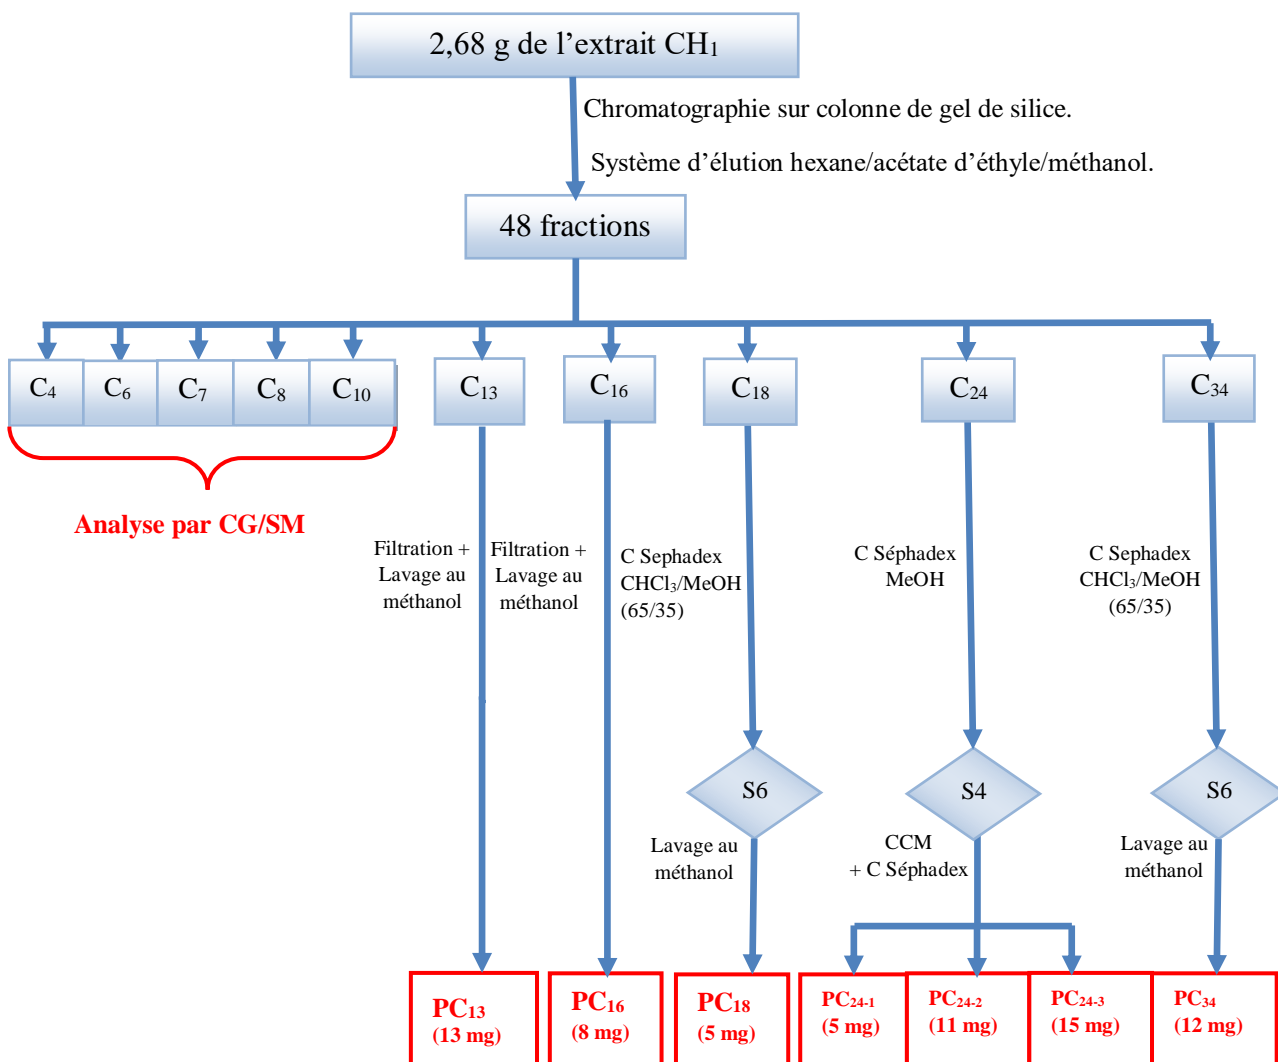 2,68 g de l’extrait CH1
Chromatographie sur colonne de gel de silice.
Système d’élution hexane/acétate d’éthyle/méthanol.
48 fractions
C4
C6
C7
C8
C10
C13
C16
C18
C24
C34
Analyse par CG/SM
Filtration +
Lavage au
méthanol
Filtration +
Lavage au
méthanol
C Sephadex
CHCl3/MeOH
(65/35)
C Séphadex
MeOH
C Sephadex
CHCl3/MeOH
(65/35)
S6
S4
S6
Lavage au
méthanol
CCM
+ C Séphadex
Lavage au
méthanol
PC13
(13 mg)
PC16
(8 mg)
PC18
(5 mg)
PC24-1
(5 mg)
PC24-2
(11 mg)
PC24-3
(15 mg)
PC34
(12 mg)